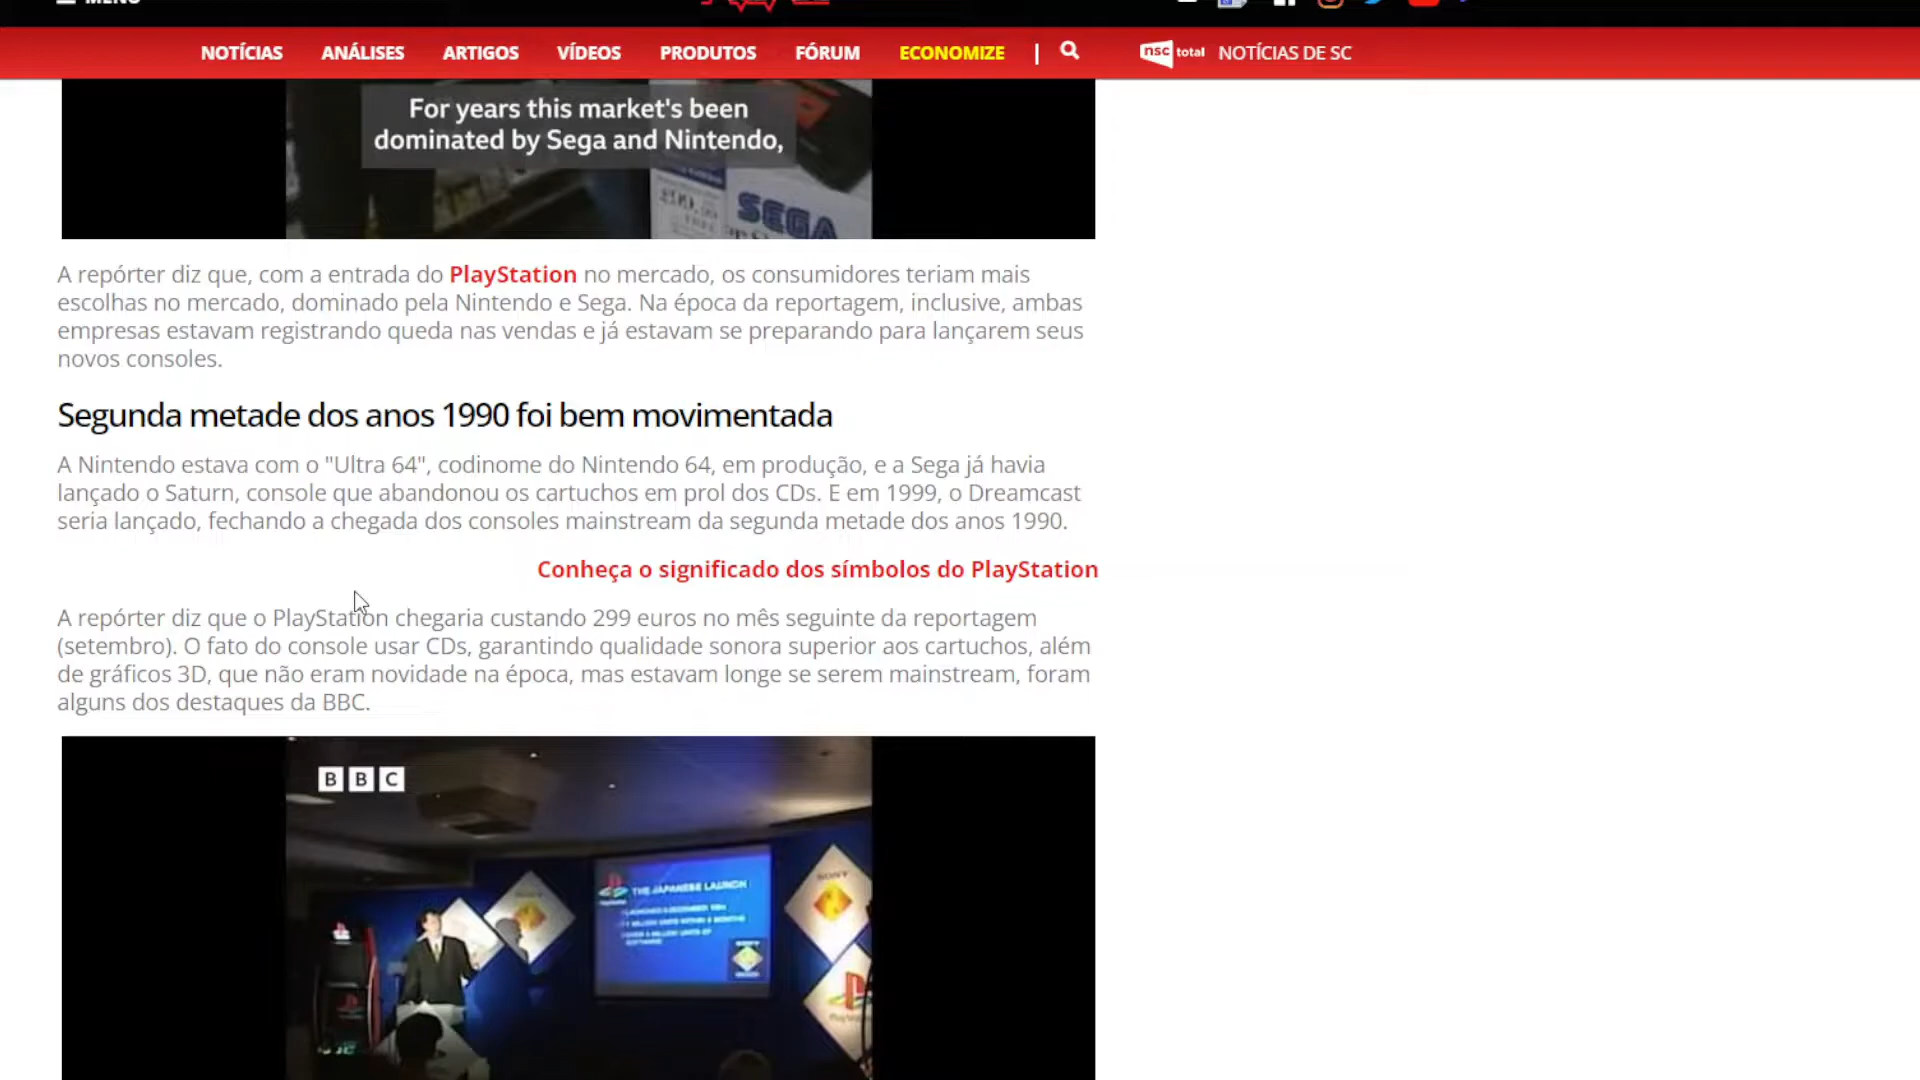 MENU
NOTÍCIAS ANÁLISES ARTIGOS VÍDEOS PRODUTOS FÓRUM ECONOMIZE | nsc total NOTÍCIAS DE SC
For years this market's been
dominated by Sega and Nintendo,
SEGA
A repórter diz que, com a entrada do PlayStation no mercado, os consumidores teriam mais
escolhas no mercado, dominado pela Nintendo e Sega. Na época da reportagem, inclusive, ambas
empresas estavam registrando queda nas vendas e já estavam se preparando para lançarem seus
novos consoles.
Segunda metade dos anos 1990 foi bem movimentada
A Nintendo estava com o "Ultra 64", codinome do Nintendo 64, em produção, e a Sega já havia
lançado o Saturn, console que abandonou os cartuchos em prol dos CDs. E em 1999, o Dreamcast
seria lançado, fechando a chegada dos consoles mainstream da segunda metade dos anos 1990.
Conheça o significado dos símbolos do PlayStation
A repórter diz que o PlayStation chegaria custando 299 euros no mês seguinte da reportagem
(setembro). O fato do console usar CDs, garantindo qualidade sonora superior aos cartuchos, além
de gráficos 3D, que não eram novidade na época, mas estavam longe se serem mainstream, foram
alguns dos destaques da BBC.
BBC
SONY
SONY
THE JAPANESE LAUNCH
PlayStation